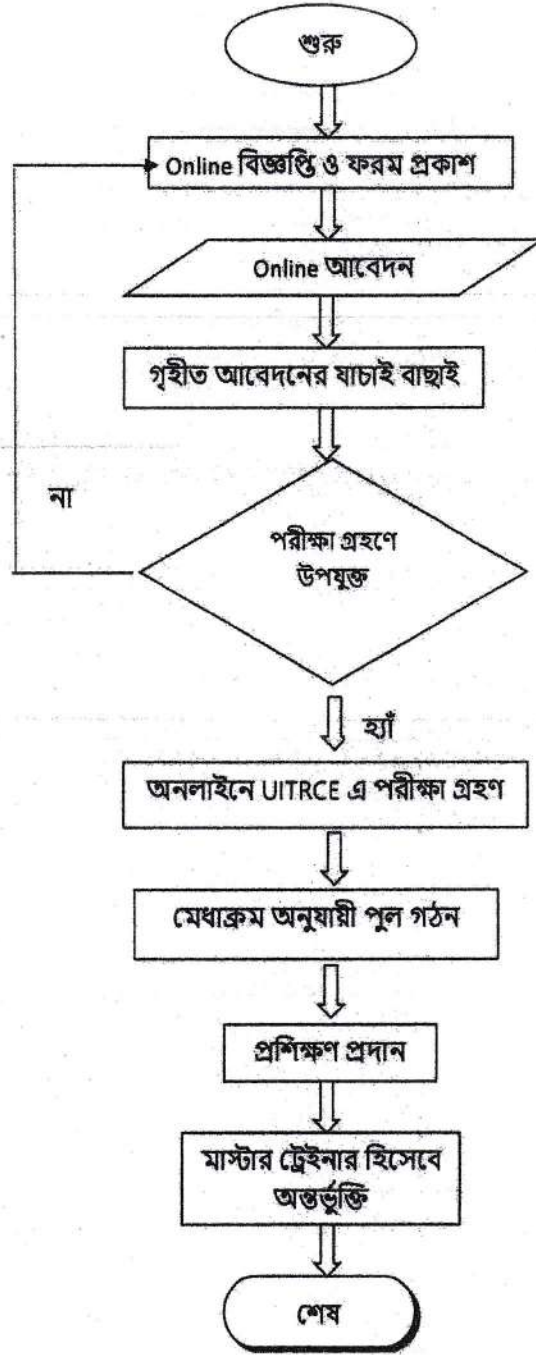 শুরু
Online বিজ্ঞপ্তি ও ফরম প্রকাশ
Online আবেদন
গৃহীত আবেদনের যাচাই বাছাই
না
পরীক্ষা গ্রহণে
উপযুক্ত
হ্যাঁ
অনলাইনে UITRCE এ পরীক্ষা গ্রহণ
মেধাক্রম অনুযায়ী পুল গঠন
প্রশিক্ষণ প্রদান
মাস্টার ট্রেইনার হিসেবে
অন্তর্ভুক্তি
শেষ